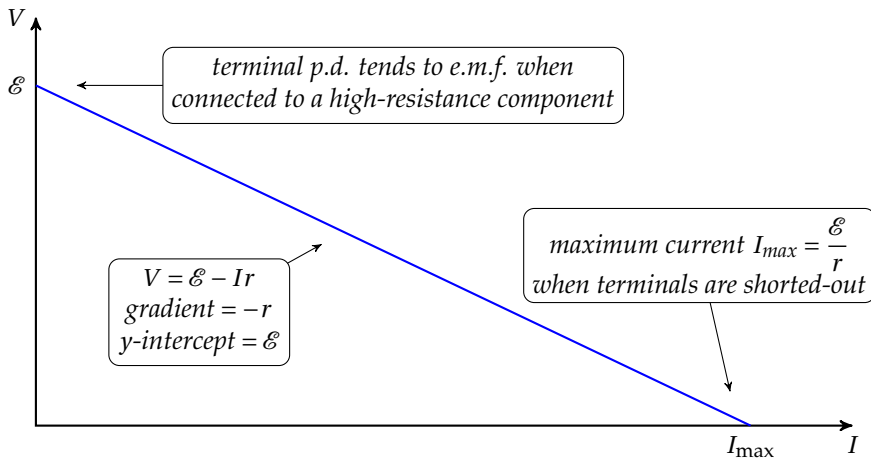 V
ℰ
terminal p.d. tends to e.m.f. when
connected to a high-resistance component
V = ℰ − Ir
gradient = −r
y-intercept = ℰ
maximum current I_max = ℰ/r
when terminals are shorted-out
I_max
I